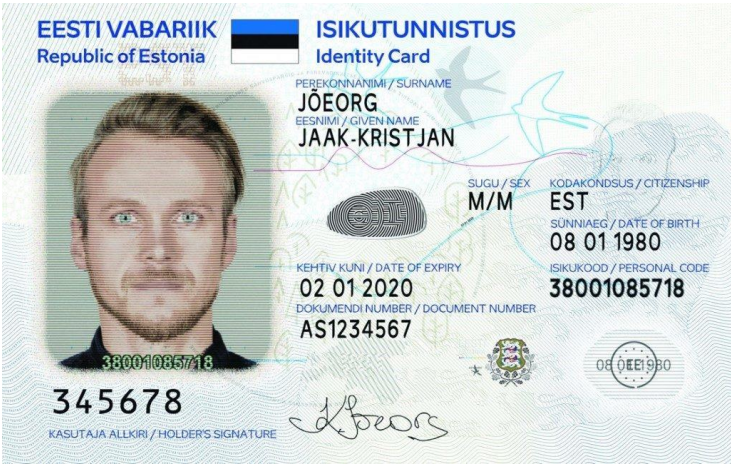 EESTI VABARIIK
Republic of Estonia
ISIKUTUNNISTUS
Identity Card
PEREKONNANIMI / SURNAME
JÕEORG
EESNIMI / GIVEN NAME
JAAK-KRISTJAN
SUGU / SEX
M/M
KODAKONDSUS / CITIZENSHIP
EST
SÜNNIAEG / DATE OF BIRTH
08 01 1980
KEHTIV KUNI / DATE OF EXPIRY
02 01 2020
ISIKUKOOD / PERSONAL CODE
38001085718
DOKUMENDI NUMBER / DOCUMENT NUMBER
AS1234567
38001085718
345678
KASUTAJA ALLKIRI / HOLDER'S SIGNATURE